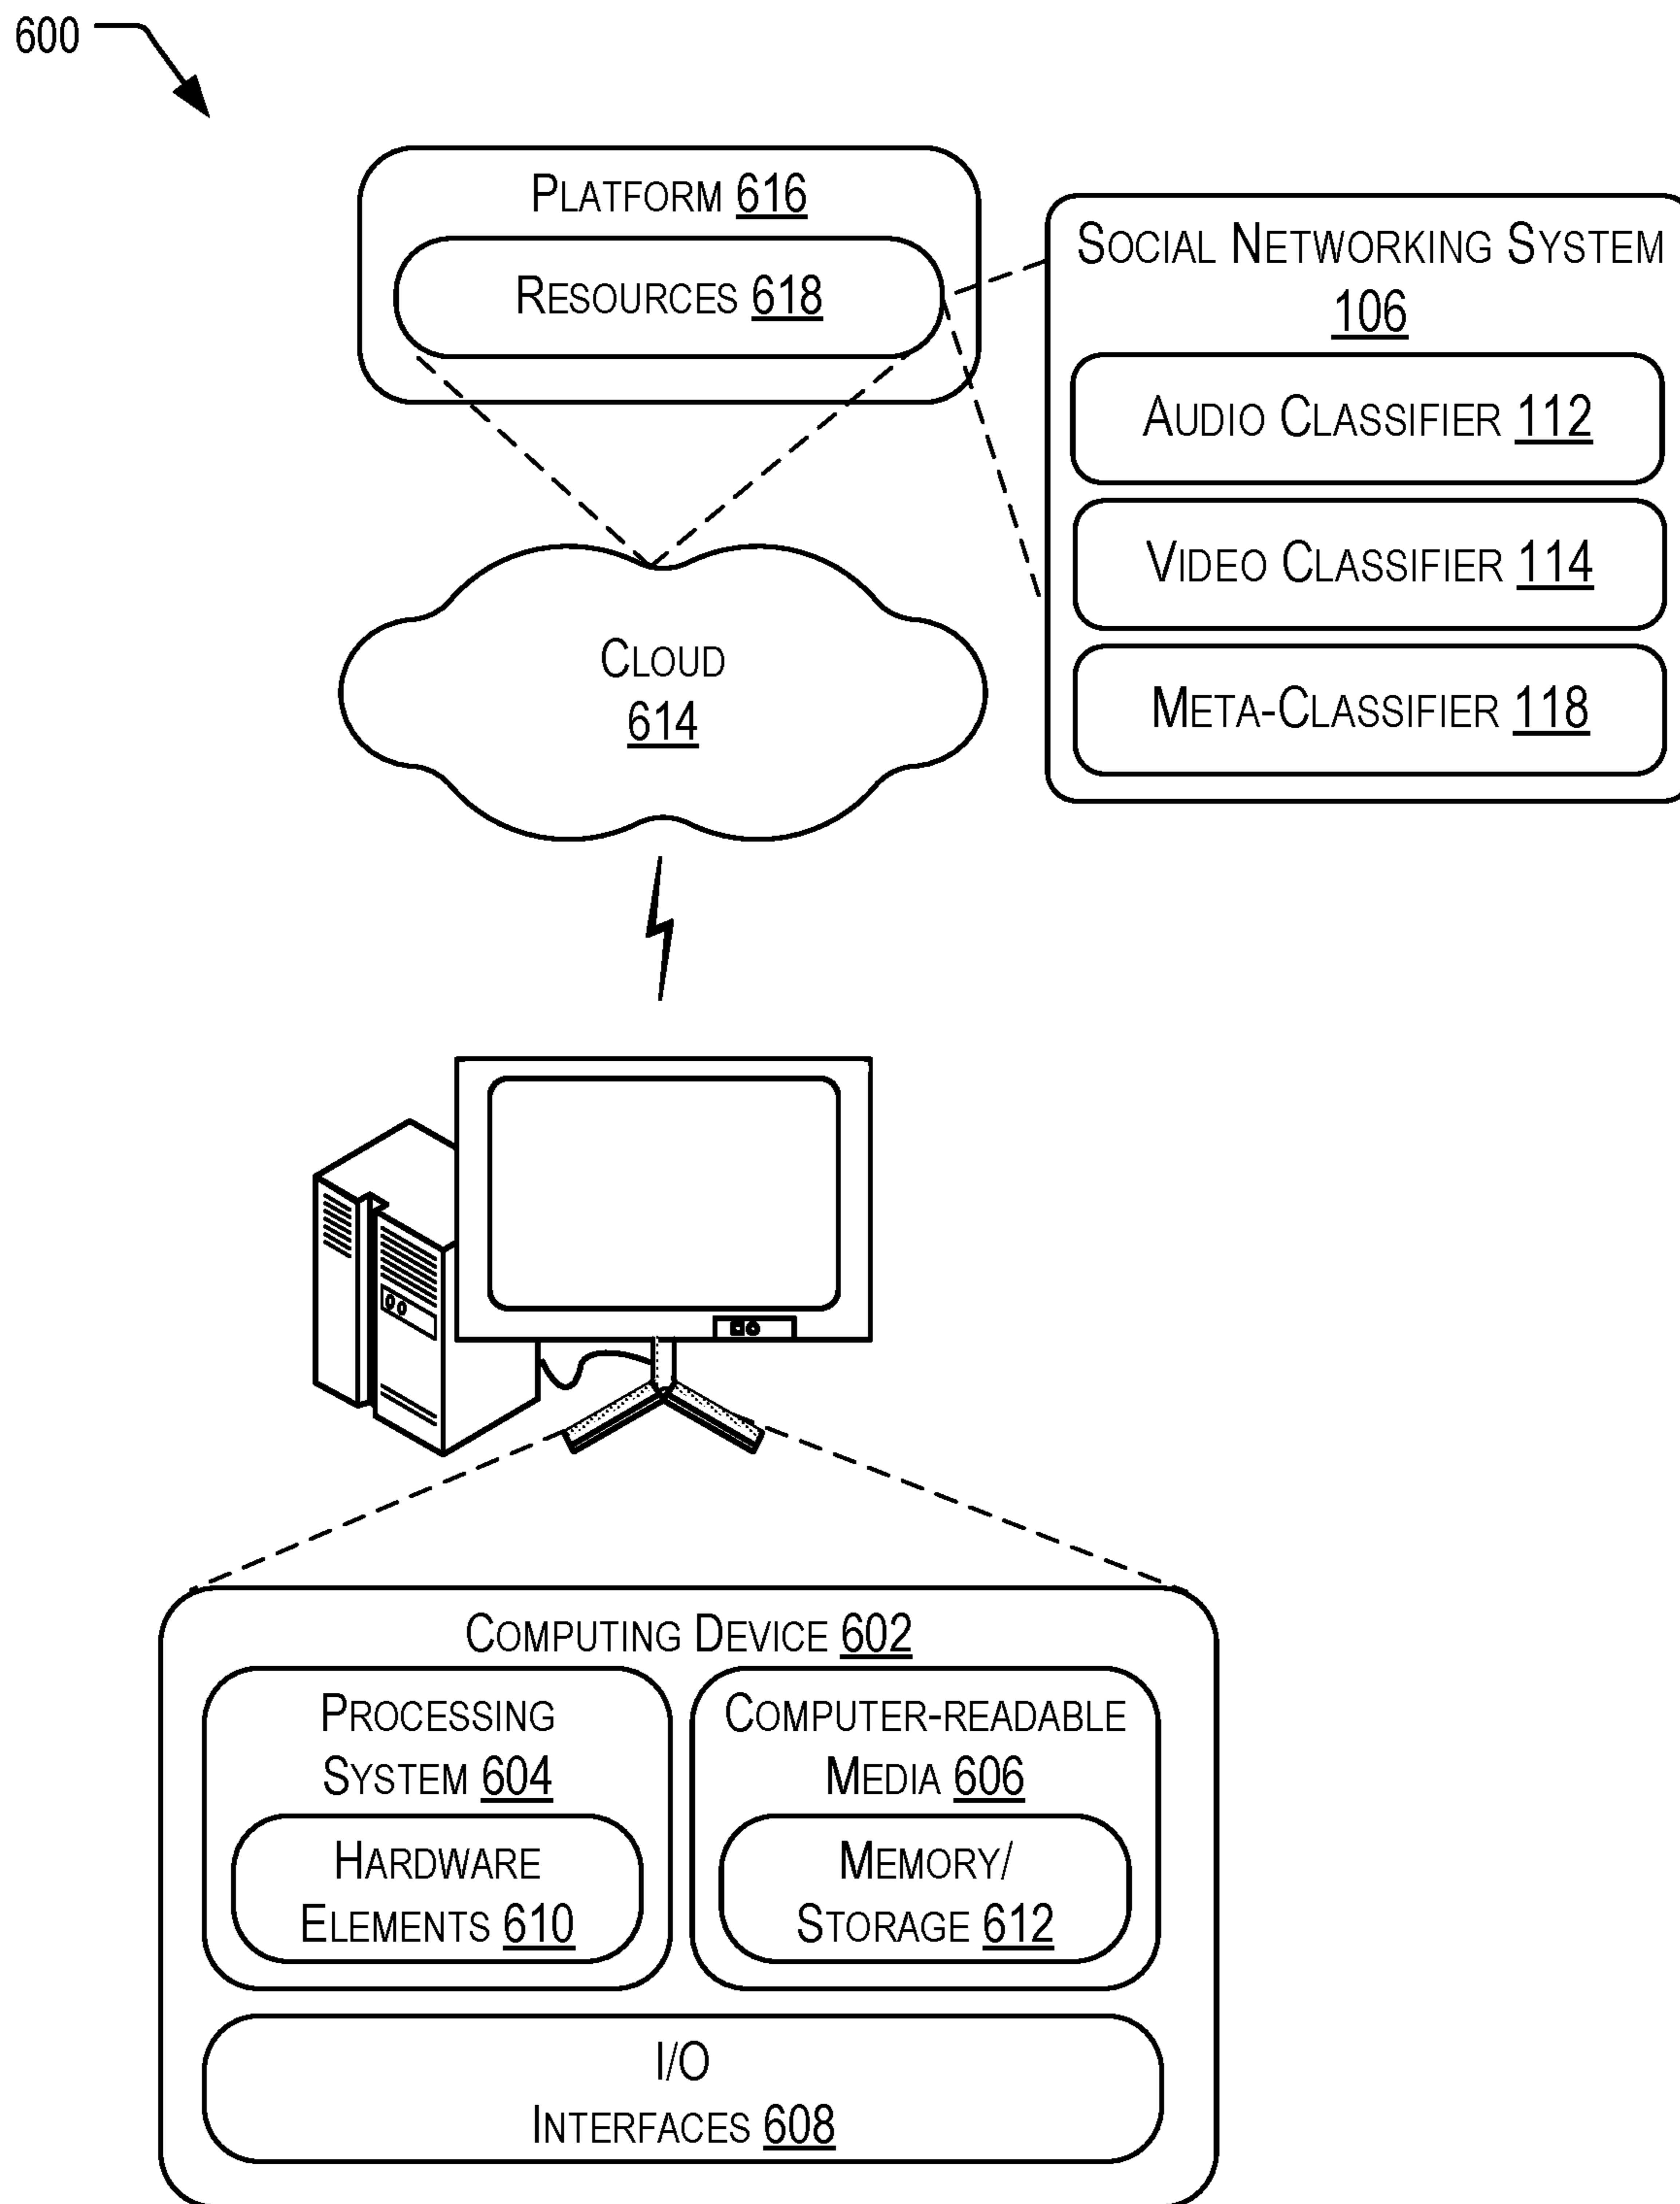 600
PLATFORM 616
RESOURCES 618
SOCIAL NETWORKING SYSTEM
106
AUDIO CLASSIFIER 112
VIDEO CLASSIFIER 114
META-CLASSIFIER 118
CLOUD
614
COMPUTING DEVICE 602
PROCESSING
SYSTEM 604
HARDWARE
ELEMENTS 610
COMPUTER-READABLE
MEDIA 606
MEMORY/
STORAGE 612
I/O
INTERFACES 608